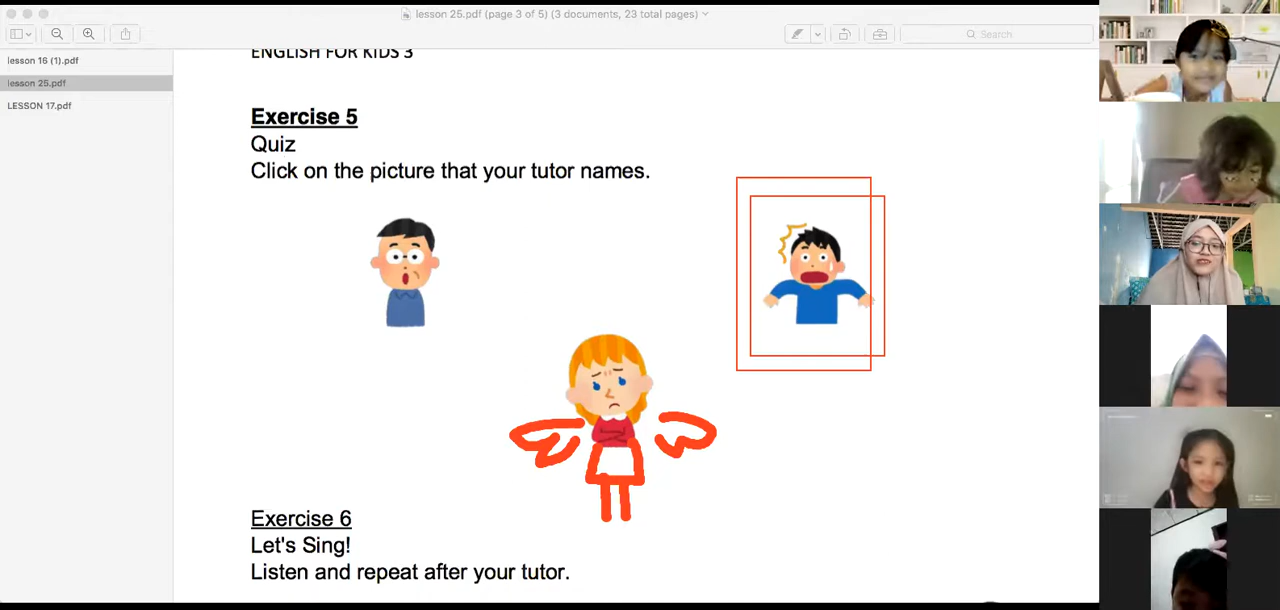 lesson 25.pdf (page 3 of 5) (3 documents, 23 total pages)
Search
lesson 16 (1).pdf
lesson 25.pdf
LESSON 17.pdf
ENGLISH FOR KIDS 3
Exercise 5
Quiz
Click on the picture that your tutor names.
Exercise 6
Let's Sing!
Listen and repeat after your tutor.